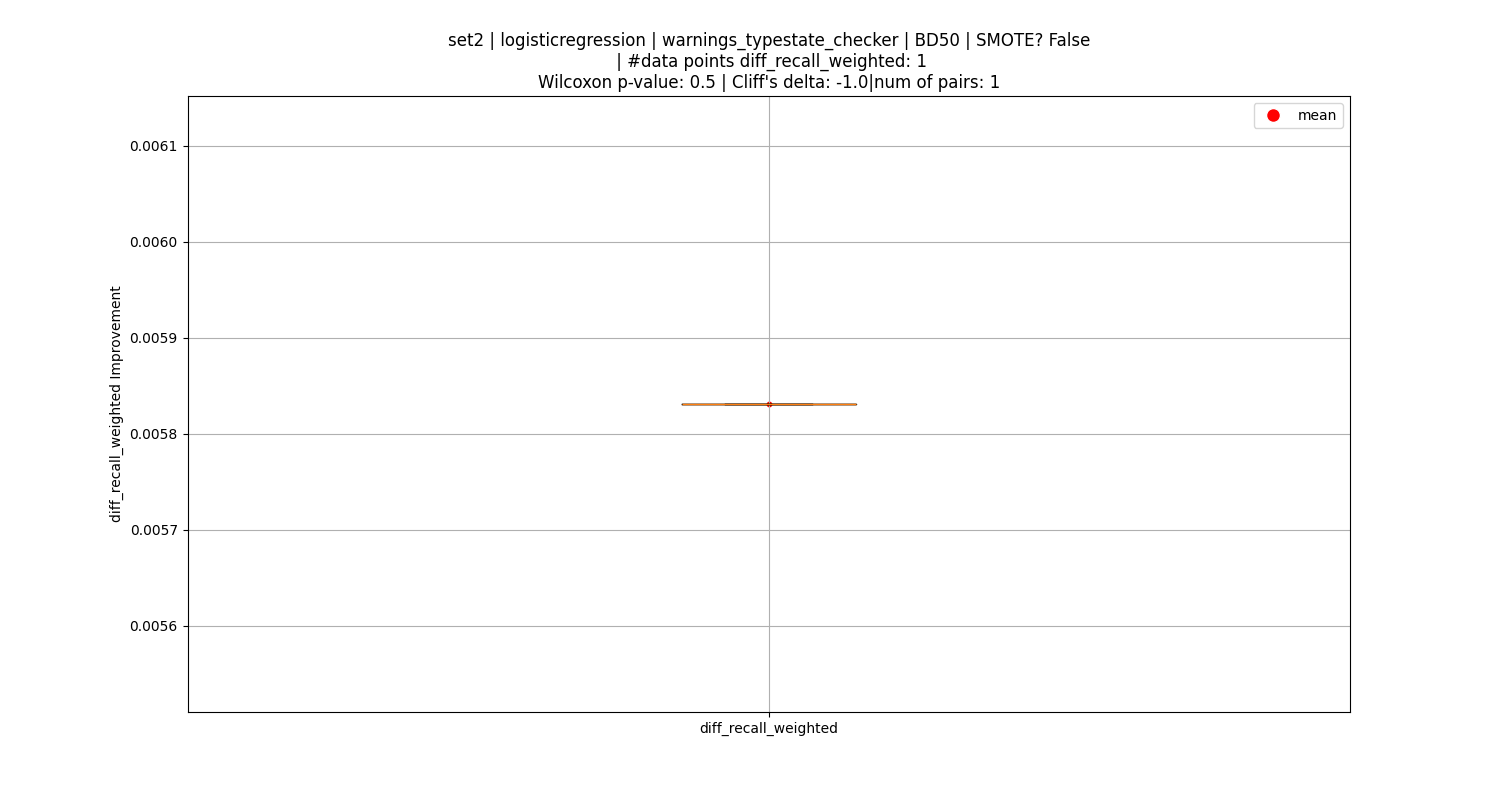 set2 | logisticregression | warnings_typestate_checker | BD50 | SMOTE? False
| #data points diff_recall_weighted: 1
Wilcoxon p-value: 0.5 | Cliff's delta: -1.0|num of pairs: 1
mean
0.0061
0.0060
0.0059
0.0058
0.0057
0.0056
diff_recall_weighted Improvement
diff_recall_weighted